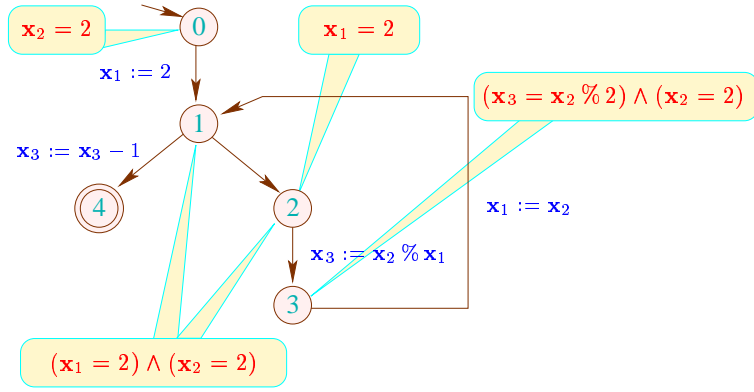 x₂ = 2
0
x₁ = 2
x₁ := 2
(x₃ = x₂ % 2) ∧ (x₂ = 2)
1
x₃ := x₃ − 1
4
2
x₁ := x₂
x₃ := x₂ % x₁
3
(x₁ = 2) ∧ (x₂ = 2)